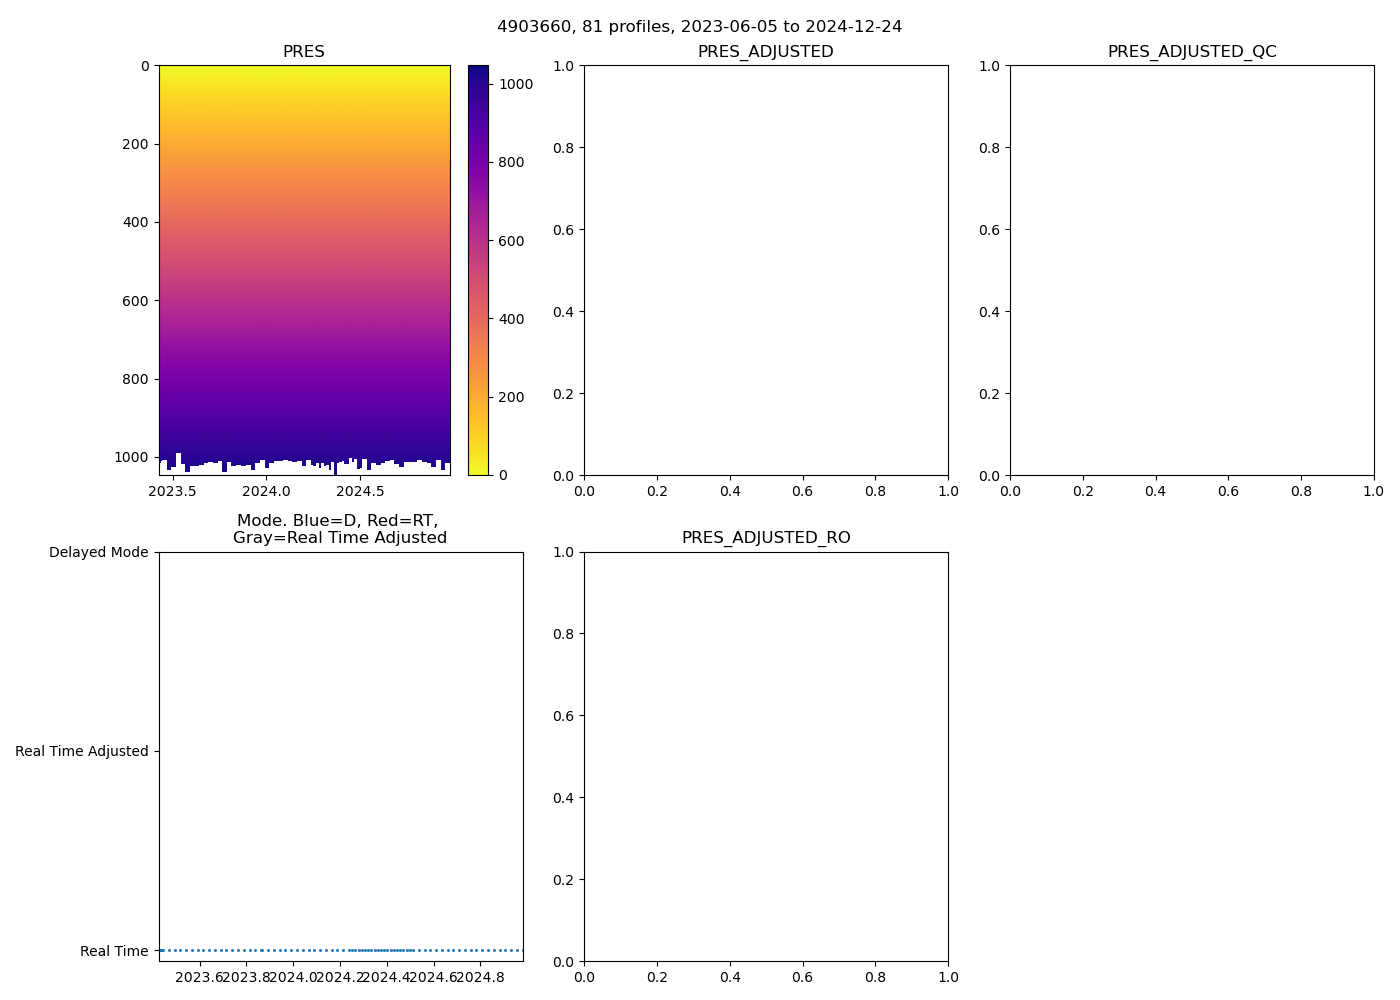 4903660, 81 profiles, 2023-06-05 to 2024-12-24
PRES
0
200
400
600
800
1000
2023.5 2024.0 2024.5
1000
800
600
400
200
0
PRES_ADJUSTED
1.0
0.8
0.6
0.4
0.2
0.0
0.0 0.2 0.4 0.6 0.8 1.0
PRES_ADJUSTED_QC
1.0
0.8
0.6
0.4
0.2
0.0
0.0 0.2 0.4 0.6 0.8 1.0
Mode. Blue=D, Red=RT,
Gray=Real Time Adjusted
Delayed Mode
Real Time Adjusted
Real Time
2023.6 2023.8 2024.0 2024.2 2024.4 2024.6 2024.8
PRES_ADJUSTED_RO
1.0
0.8
0.6
0.4
0.2
0.0
0.0 0.2 0.4 0.6 0.8 1.0